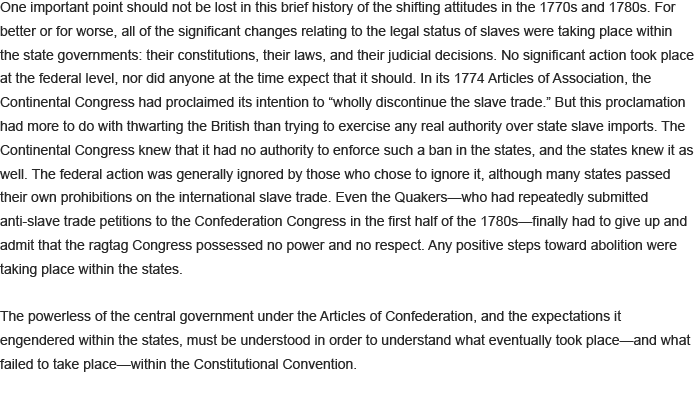 One important point should not be lost in this brief history of the shifting attitudes in the 1770s and 1780s. For
better or for worse, all of the significant changes relating to the legal status of slaves were taking place within
the state governments: their constitutions, their laws, and their judicial decisions. No significant action took place
at the federal level, nor did anyone at the time expect that it should. In its 1774 Articles of Association, the
Continental Congress had proclaimed its intention to “wholly discontinue the slave trade.” But this proclamation
had more to do with thwarting the British than trying to exercise any real authority over state slave imports. The
Continental Congress knew that it had no authority to enforce such a ban in the states, and the states knew it as
well. The federal action was generally ignored by those who chose to ignore it, although many states passed
their own prohibitions on the international slave trade. Even the Quakers—who had repeatedly submitted
anti-slave trade petitions to the Confederation Congress in the first half of the 1780s—finally had to give up and
admit that the ragtag Congress possessed no power and no respect. Any positive steps toward abolition were
taking place within the states.
The powerless of the central government under the Articles of Confederation, and the expectations it
engendered within the states, must be understood in order to understand what eventually took place—and what
failed to take place—within the Constitutional Convention.